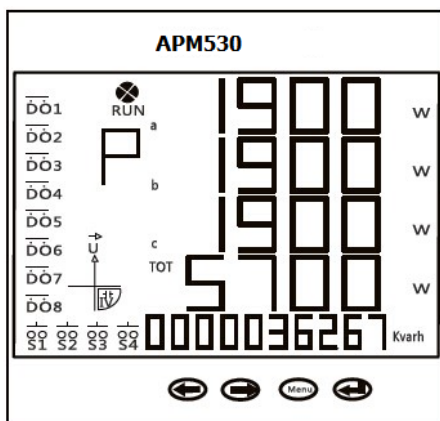 APM530
DO1 RUN 1900 W
DO2 a
DO3 P 1900 W
DO4 b
DO5 1900 W
DO6 U c
DO7 TOT 5700 W
DO8 IV
S1 S2 S3 S4 0000036267 Kvarh
Menu